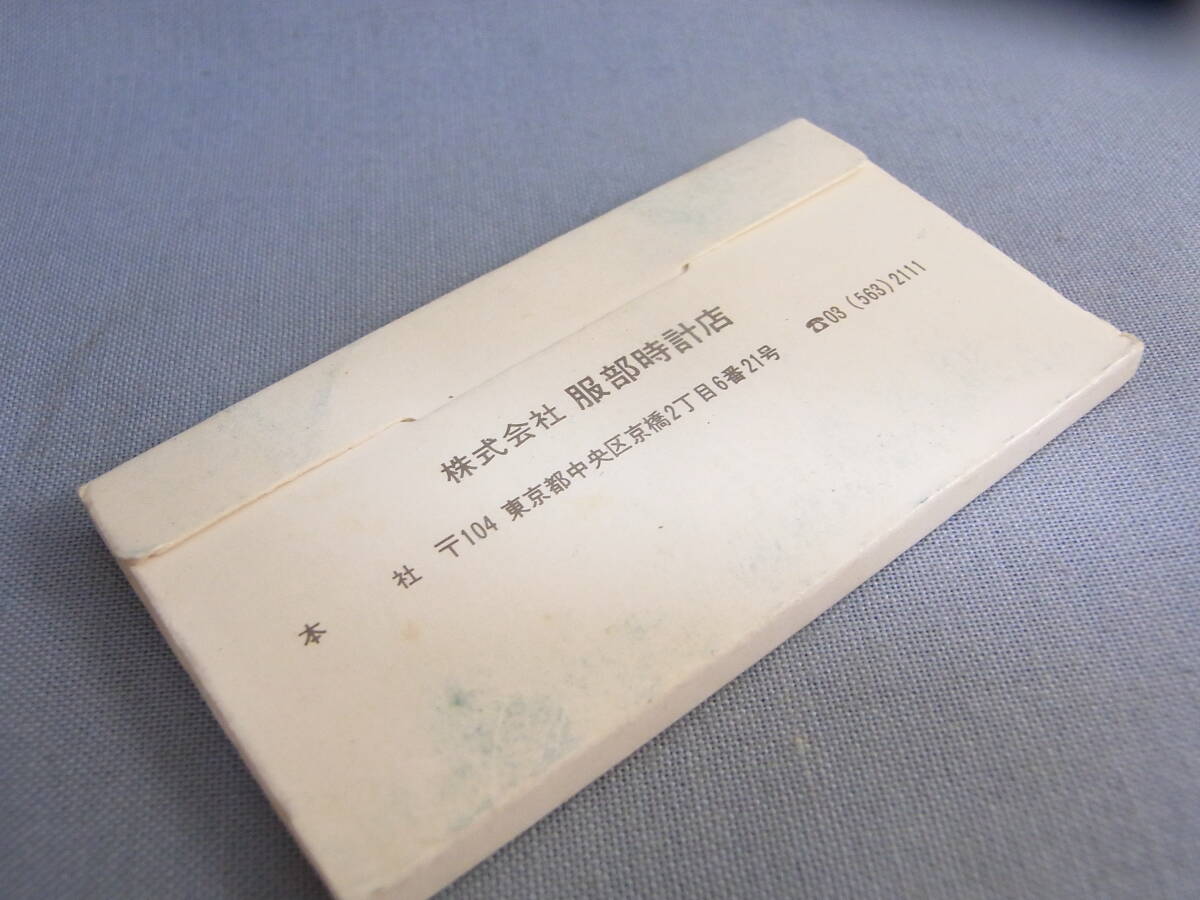 株式会社 服部時計店
本 社 〒104 東京都中央区京橋2丁目6番21号 ☎03 (563)2111